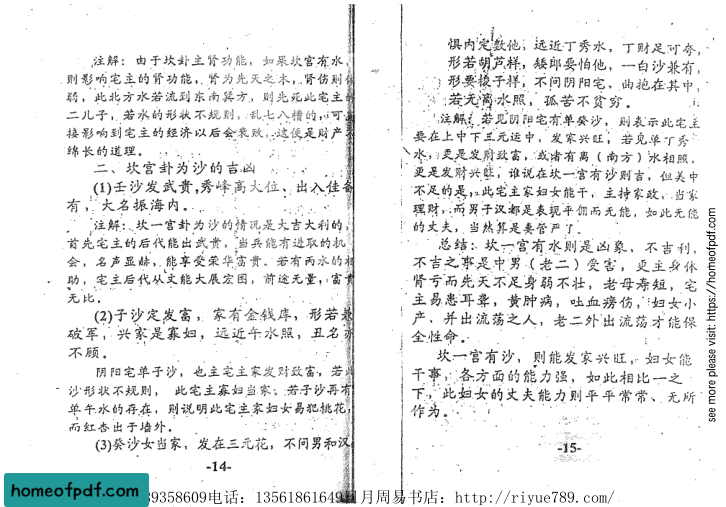 注解：由于坎卦主肾功能，如果坎宫有水，
则影响宅主的肾功能，肾为先天之本，肾伤则体
弱，此北方水若流到东南巽方，则先死此宅主的
二儿子，若水的形状不规则，乱七八糟的，可
接影响到宅主的经济以后会衰败，这便是财产
绵长的道理。
二、坎宫卦为沙的吉凶
(1)壬沙发武贵，秀峰高大位、出入佳备
有，大名振海内。
注解：坎一宫卦为沙的情况是大吉大利的，
首先宅主的后代能出武贵，当兵能有进取的机
会，名声显赫，能享受荣华富贵。若有丙水的相
助，宅主后代从文能大展宏图，前途无量，富贵
无比。
(2)子沙定发富，家有金钱库，形若兼
破军，兴家是寡妇，远近午水照，丑名亦
不顾。
阴阳宅单子沙，也主宅主家发财致富，若此
沙形状不规则，此宅主寡妇当家。若子沙再有
单午水的存在，则说明此宅主家妇女易犯桃花，
而红杏出于墙外。
(3)癸沙女当家，发在三元花，不问男和汉
-14-
惧内定数他，远近丁秀水，丁财足可夸，
形若胡芦样，矮郎要怕他，一白沙兼有，
形要馒子样，不问阴阳宅，曲抱在其中，
若无离水照，孤苦不贫穷。
注解：若见阴阳宅有单癸沙，则表示此宅主
要在上中下三元运中，发家兴旺，若见单丁秀
水，更是发财致富，或者有离（南方）水相照，
更是发财兴旺，谁说在坎一宫有沙则吉，但美中
不足的是，此宅主家妇女能干，主持家政，当家
理财，而男子汉都是表现平佣而无能，如此无能
的丈夫，当然算是妻管严了。
总结：坎一宫有水则是凶象，不吉利，
不吉之事是中男（老二）受害，更主身体
肾亏而先天不足身弱不壮，老母寿短，宅
主易患耳聋，黄肿病，吐血痨伤，妇女小
产、并出流荡之人，老二外出流荡才能保
全性命。
坎一宫有沙，则能发家兴旺，妇女能
干事，各方面的能力强，如此相比一之
下，此妇女的丈夫能力则平平常常、无所
作为。
-15-
see more please visit: https://homeofpdf.com
homeofpdf.com
39358609电话：13561861649
月周易书店：http://riyue789.com/